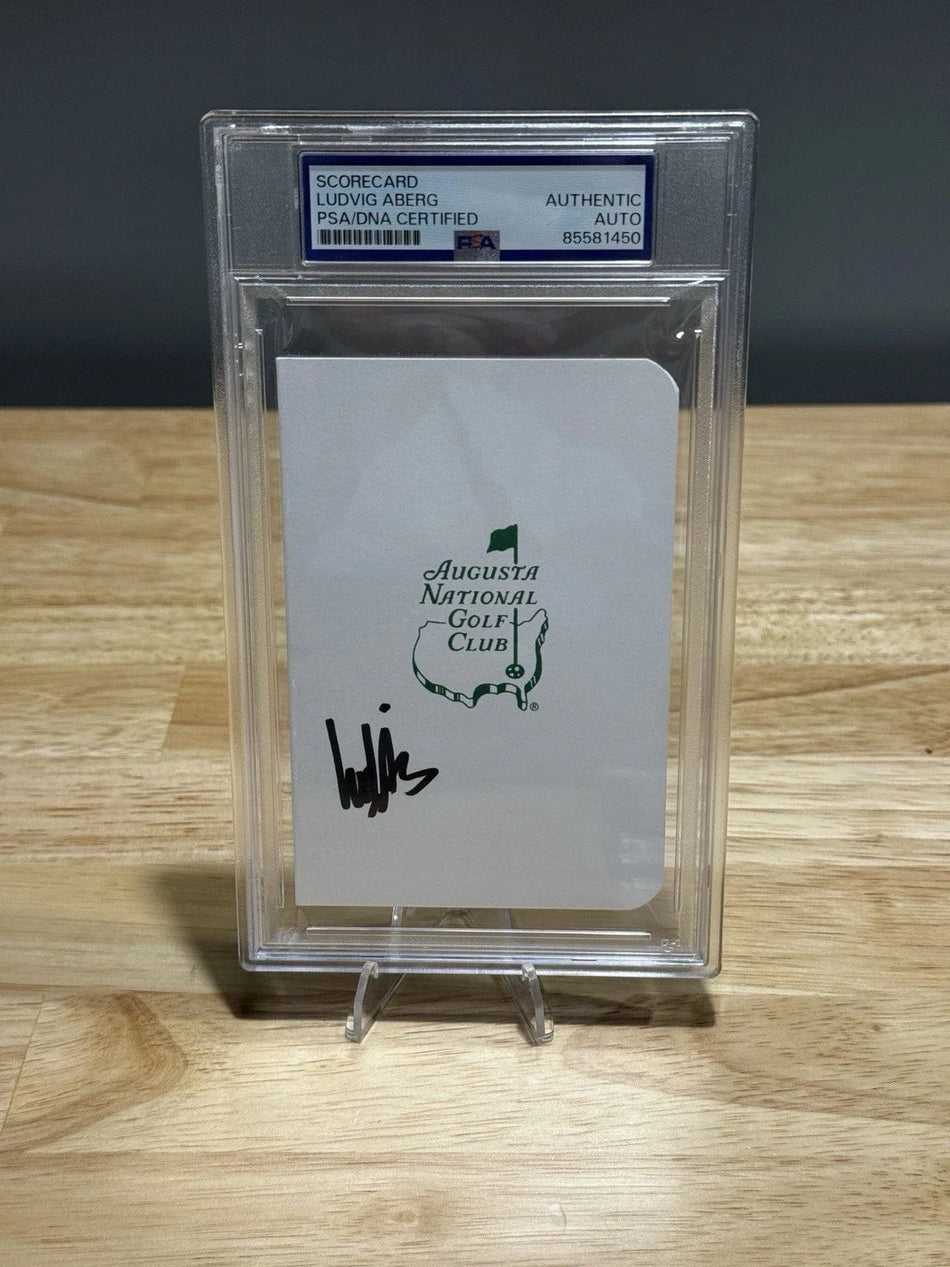 SCORECARD
LUDVIG ABERG
AUTHENTIC
PSA/DNA CERTIFIED
AUTO
PSA
85581450
AUGUSTA
NATIONAL
GOLF
CLUB
®